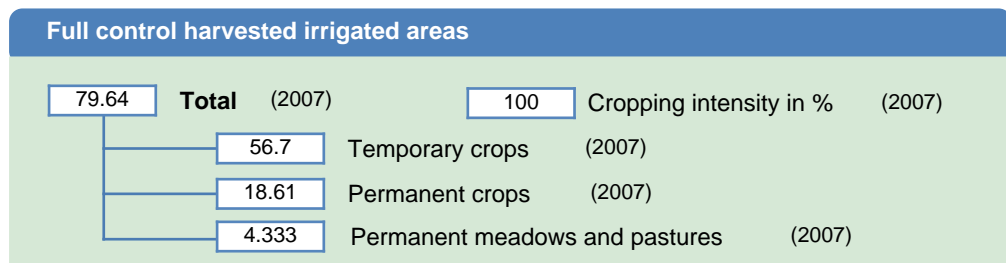 Full control harvested irrigated areas
79.64 Total (2007) 100 Cropping intensity in % (2007)
56.7 Temporary crops (2007)
18.61 Permanent crops (2007)
4.333 Permanent meadows and pastures (2007)